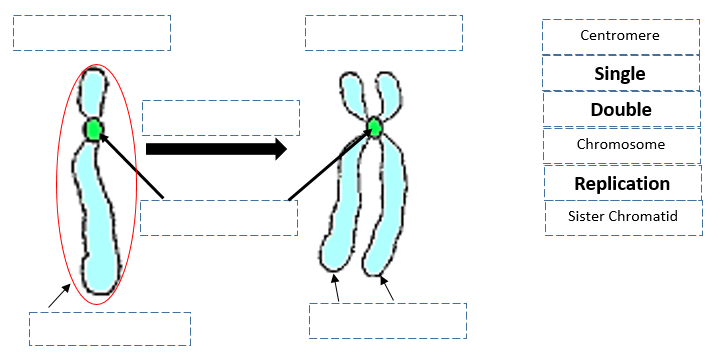 Centromere
Single
Double
Chromosome
Replication
Sister Chromatid